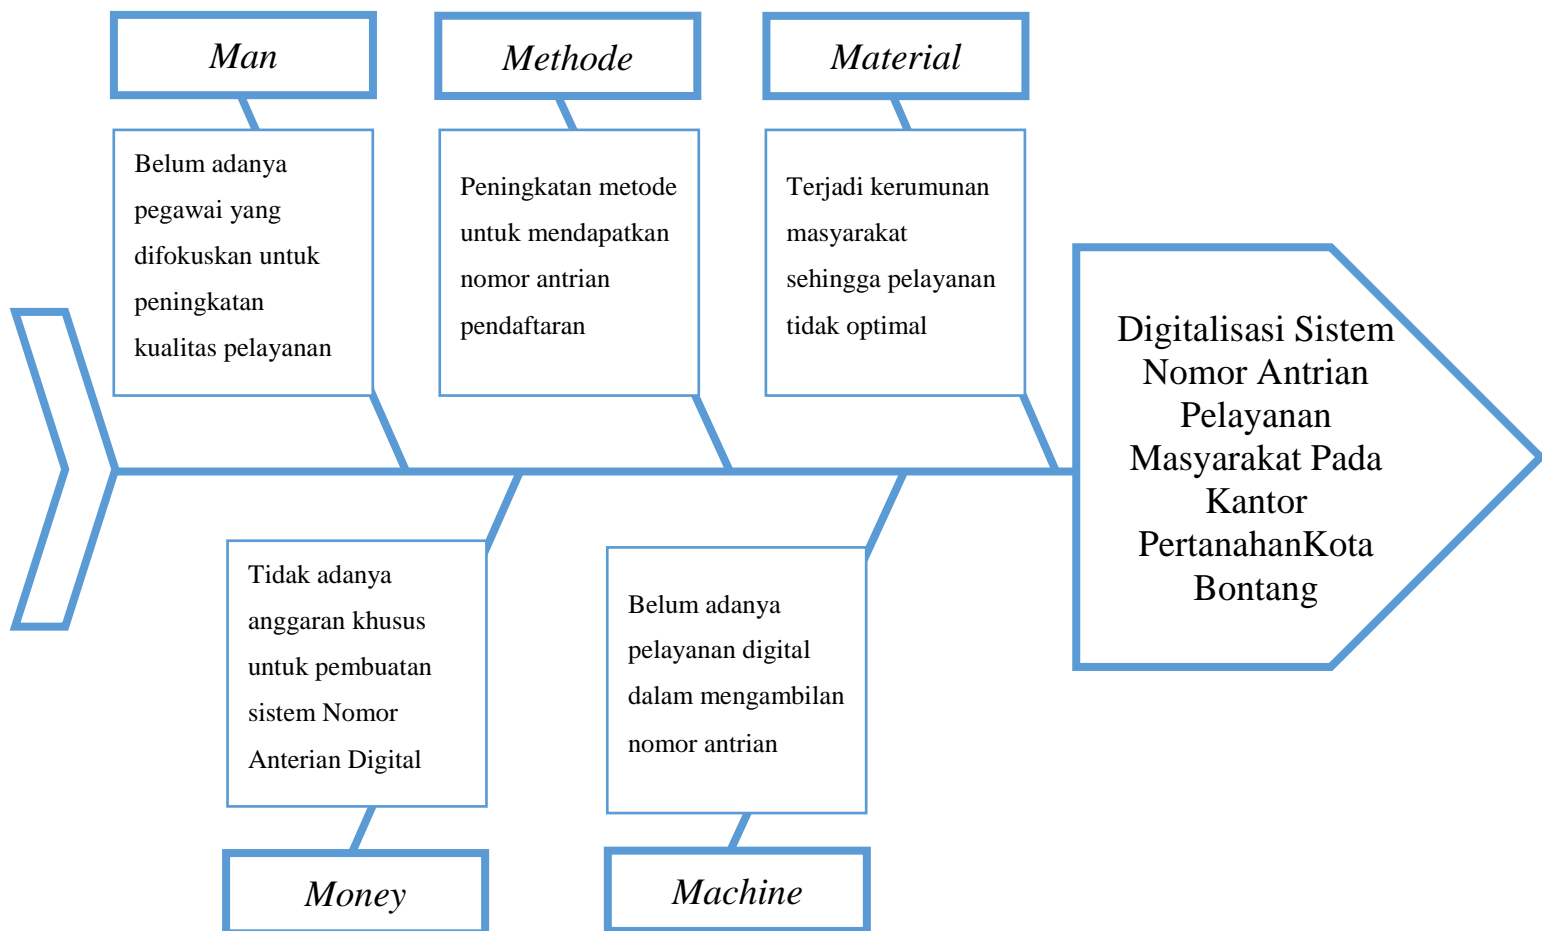 Man
Methode
Material
Belum adanya
pegawai yang
difokuskan untuk
peningkatan
kualitas pelayanan
Peningkatan metode
untuk mendapatkan
nomor antrian
pendaftaran
Terjadi kerumunan
masyarakat
sehingga pelayanan
tidak optimal
Digitalisasi Sistem
Nomor Antrian
Pelayanan
Masyarakat Pada
Kantor
PertanahanKota
Bontang
Tidak adanya
anggaran khusus
untuk pembuatan
sistem Nomor
Anterian Digital
Belum adanya
pelayanan digital
dalam mengambilan
nomor antrian
Money
Machine